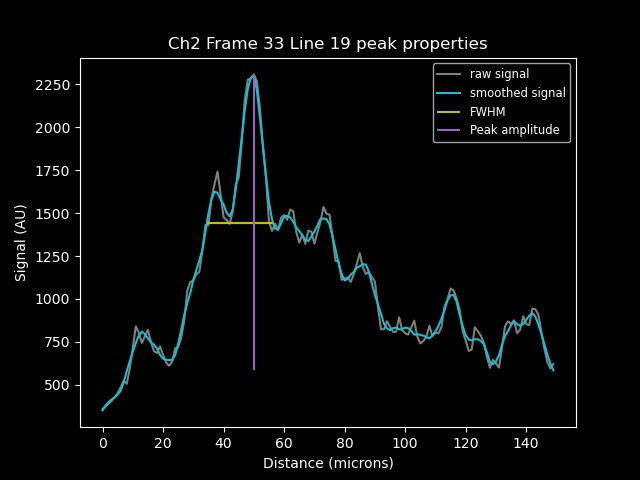 Ch2 Frame 33 Line 19 peak properties
raw signal
smoothed signal
FWHM
Peak amplitude
Signal (AU)
2250
2000
1750
1500
1250
1000
750
500
0 20 40 60 80 100 120 140
Distance (microns)